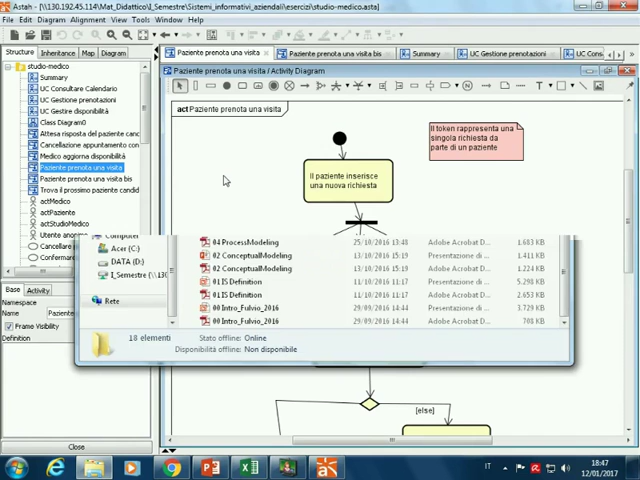 Astah - [\\130.192.45.114\Mat_Didattico\I_Semestre\Sistemi_informativi_aziendali\esercizi\studio-medico.asta]
File Edit Diagram Alignment View Tools Window Help
Structure Inheritance Map Diagram
Paziente prenota una visita
Paziente prenota una visita bis
Summary
UC Gestione prenotazioni
UC Cons
Paziente prenota una visita / Activity Diagram
studio-medico
Summary
UC Consultare Calendario
UC Gestione prenotazioni
UC Gestire disponibilità
Class Diagram0
Attesa risposta del paziente canc
Cancellazione appuntamento con
Medico aggiorna disponibilità
Paziente prenota una visita
Paziente prenota una visita bis
Trova il prossimo paziente candid
actMedico
actPaziente
actStudioMedico
Utente anonim
Cancellare
Confermare
act Paziente prenota una visita
Il paziente inserisce
una nuova richiesta
Il token rappresenta una
singola richiesta da
parte di un paziente
Computer
Acer (C:)
DATA (D:)
I_Semestre (\\130
Rete
04 ProcessModeling 25/10/2016 13:48 Adobe Acrobat D... 1.683 KB
02 ConceptualModeling 13/10/2016 15:19 Presentazione di ... 1.411 KB
02 ConceptualModeling 13/10/2016 15:19 Adobe Acrobat D...
01 IS Definition 11/10/2016 11:17 Presentazione di ... 5.298 KB
01 IS Definition 11/10/2016 11:17 Adobe Acrobat D... 2.653 KB
00 Intro_Fulvio_2016 29/09/2016 14:44 Presentazione di ... 3.729 KB
00 Intro_Fulvio_2016 29/09/2016 14:44 Adobe Acrobat D... 708 KB
18 elementi
Stato offline: Online
Disponibilità offline: Non disponibile
Base Activity
Namespace
Name Pazient
Frame Visibility
Definition
[else]
Close
IT
18:47
12/01/2017